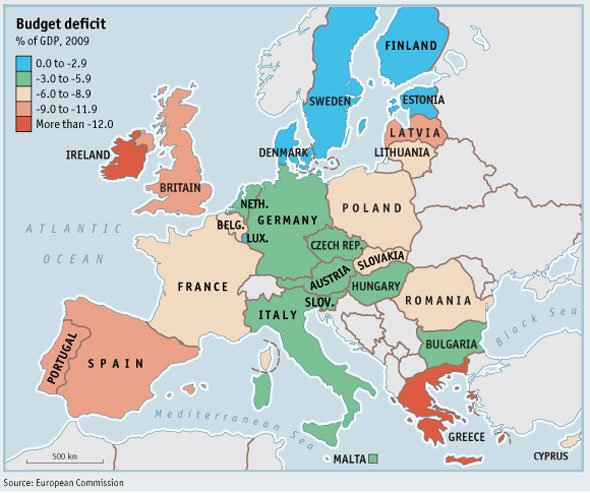 Budget deficit
% of GDP, 2009
0.0 to -2.9
-3.0 to -5.9
-6.0 to -8.9
-9.0 to -11.9
More than -12.0
FINLAND
SWEDEN
ESTONIA
LATVIA
LITHUANIA
DENMARK
IRELAND
BRITAIN
NETH.
BELG.
LUX.
GERMANY
POLAND
CZECH REP.
SLOVAKIA
AUSTRIA
HUNGARY
SLOV.
ROMANIA
FRANCE
ITALY
BULGARIA
PORTUGAL
SPAIN
GREECE
MALTA
CYPRUS
ATLANTIC
OCEAN
Black Sea
Mediterranean Sea
500 km
Source: European Commission